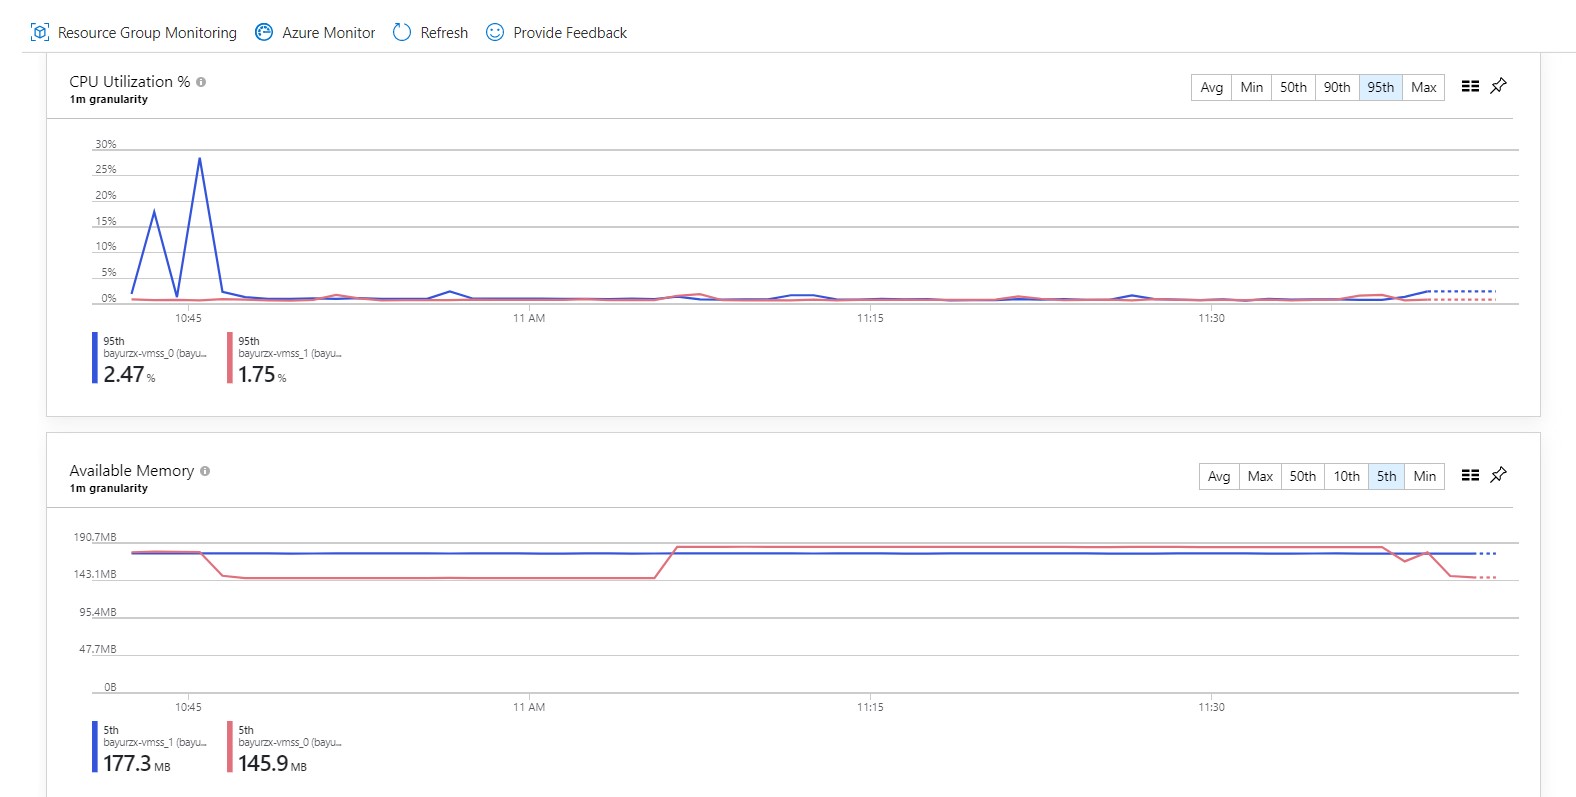 Resource Group Monitoring Azure Monitor Refresh Provide Feedback
CPU Utilization %
1m granularity
Avg Min 50th 90th 95th Max
30%
25%
20%
15%
10%
5%
0%
10:45 11 AM 11:15 11:30
95th 95th
bayurzx-vmss_0 (bayu... bayurzx-vmss_1 (bayu...
2.47 % 1.75 %
Available Memory
1m granularity
Avg Max 50th 10th 5th Min
190.7MB
143.1MB
95.4MB
47.7MB
0B
10:45 11 AM 11:15 11:30
5th 5th
bayurzx-vmss_1 (bayu... bayurzx-vmss_0 (bayu...
177.3 MB 145.9 MB